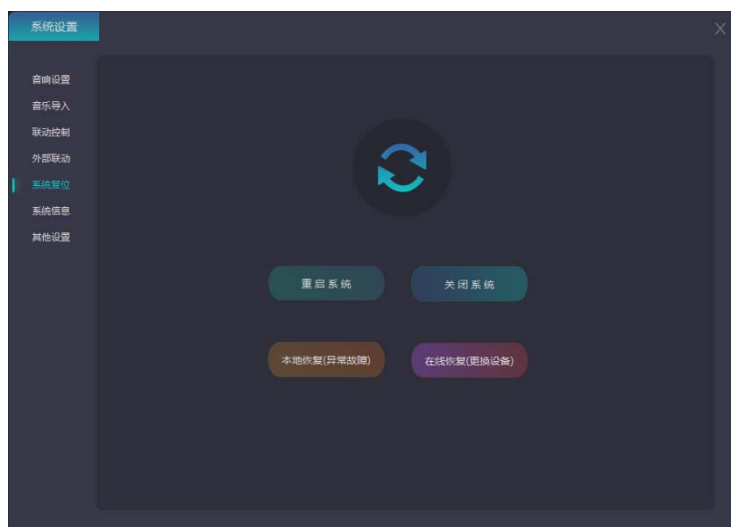 系统设置
音响设置
音乐导入
联动控制
外部联动
系统复位
系统信息
其他设置
重启系统
关闭系统
本地恢复(异常故障)
在线恢复(更换设备)